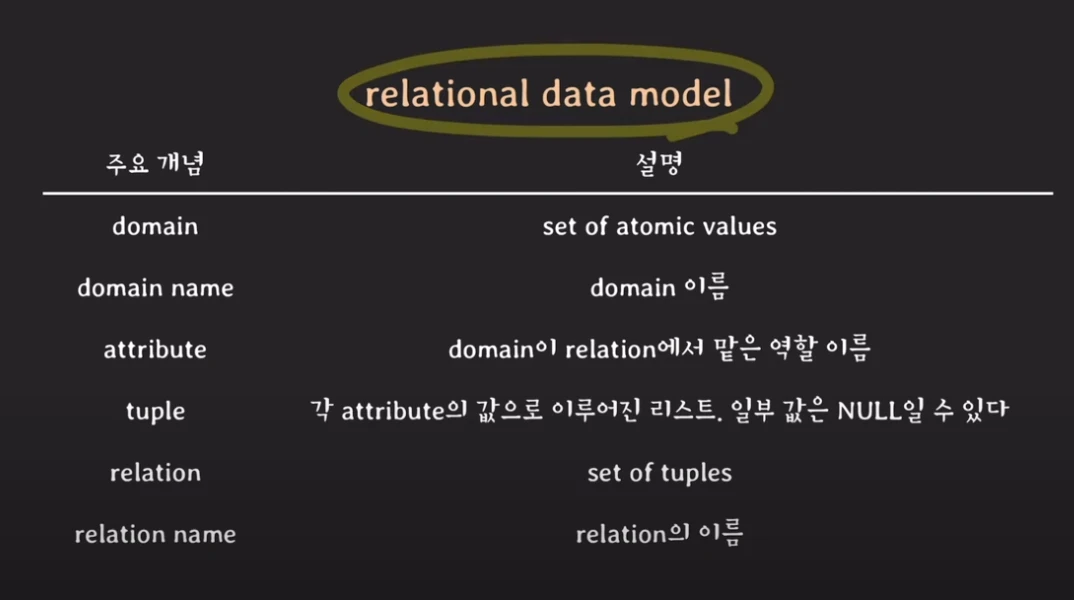 relational data model
주요 개념 설명
domain set of atomic values
domain name domain 이름
attribute domain이 relation에서 맡은 역할 이름
tuple 각 attribute의 값으로 이루어진 리스트. 일부 값은 NULL일 수 있다
relation set of tuples
relation name relation의 이름